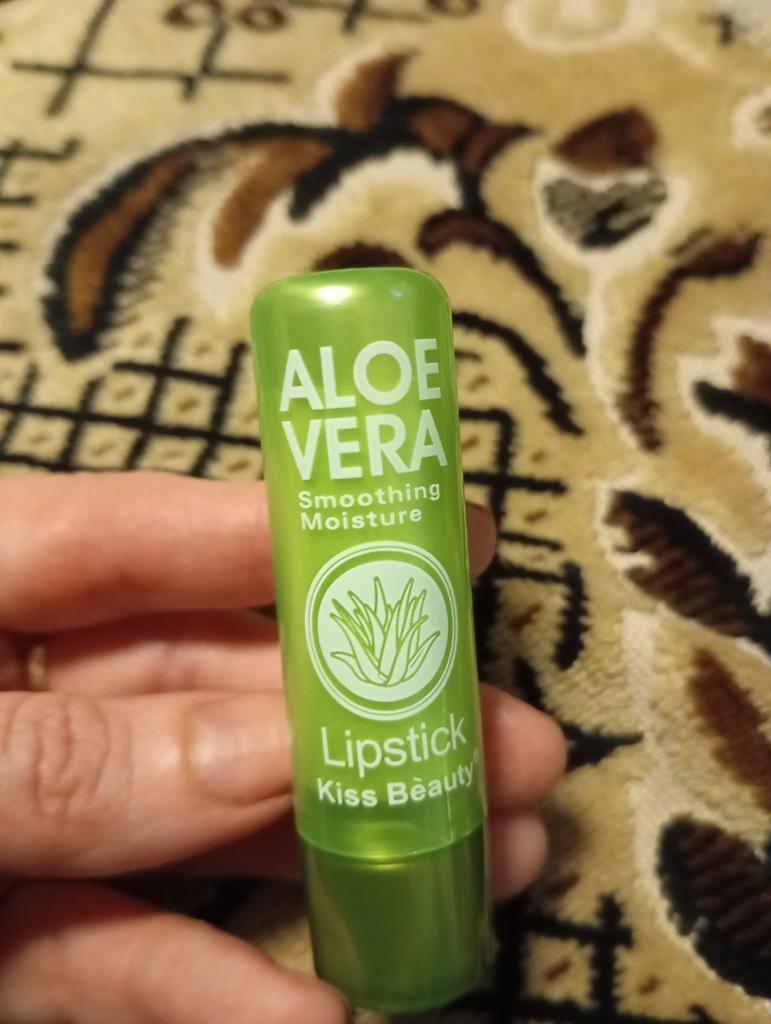 ALOE
VERA
Smoothing
Moisture
Lipstick
Kiss Bèauty